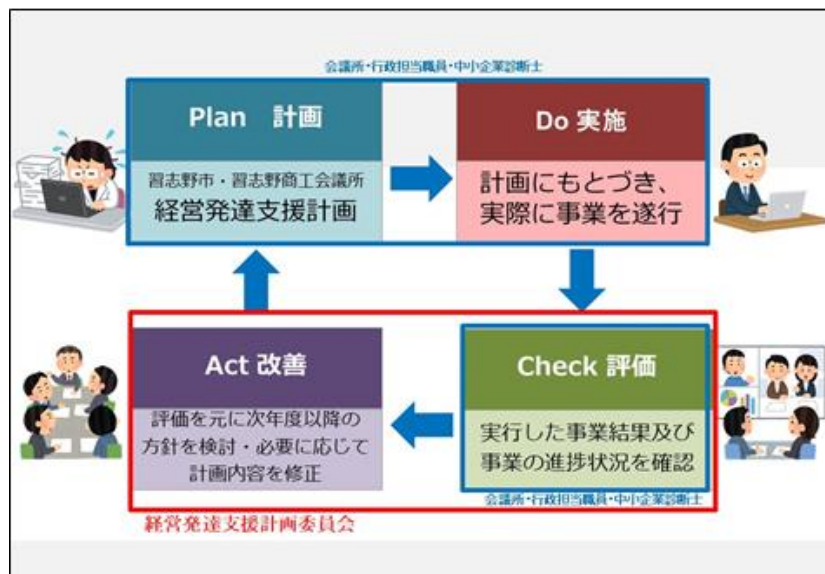 会議所・行政担当職員・中小企業診断士
Plan 計画
習志野市・習志野商工会議所
経営発達支援計画
Do 実施
計画にもとづき、
実際に事業を遂行
Act 改善
評価を元に次年度以降の
方針を検討・必要に応じて
計画内容を修正
Check 評価
実行した事業結果及び
事業の進捗状況を確認
会議所・行政担当職員・中小企業診断士
経営発達支援計画委員会